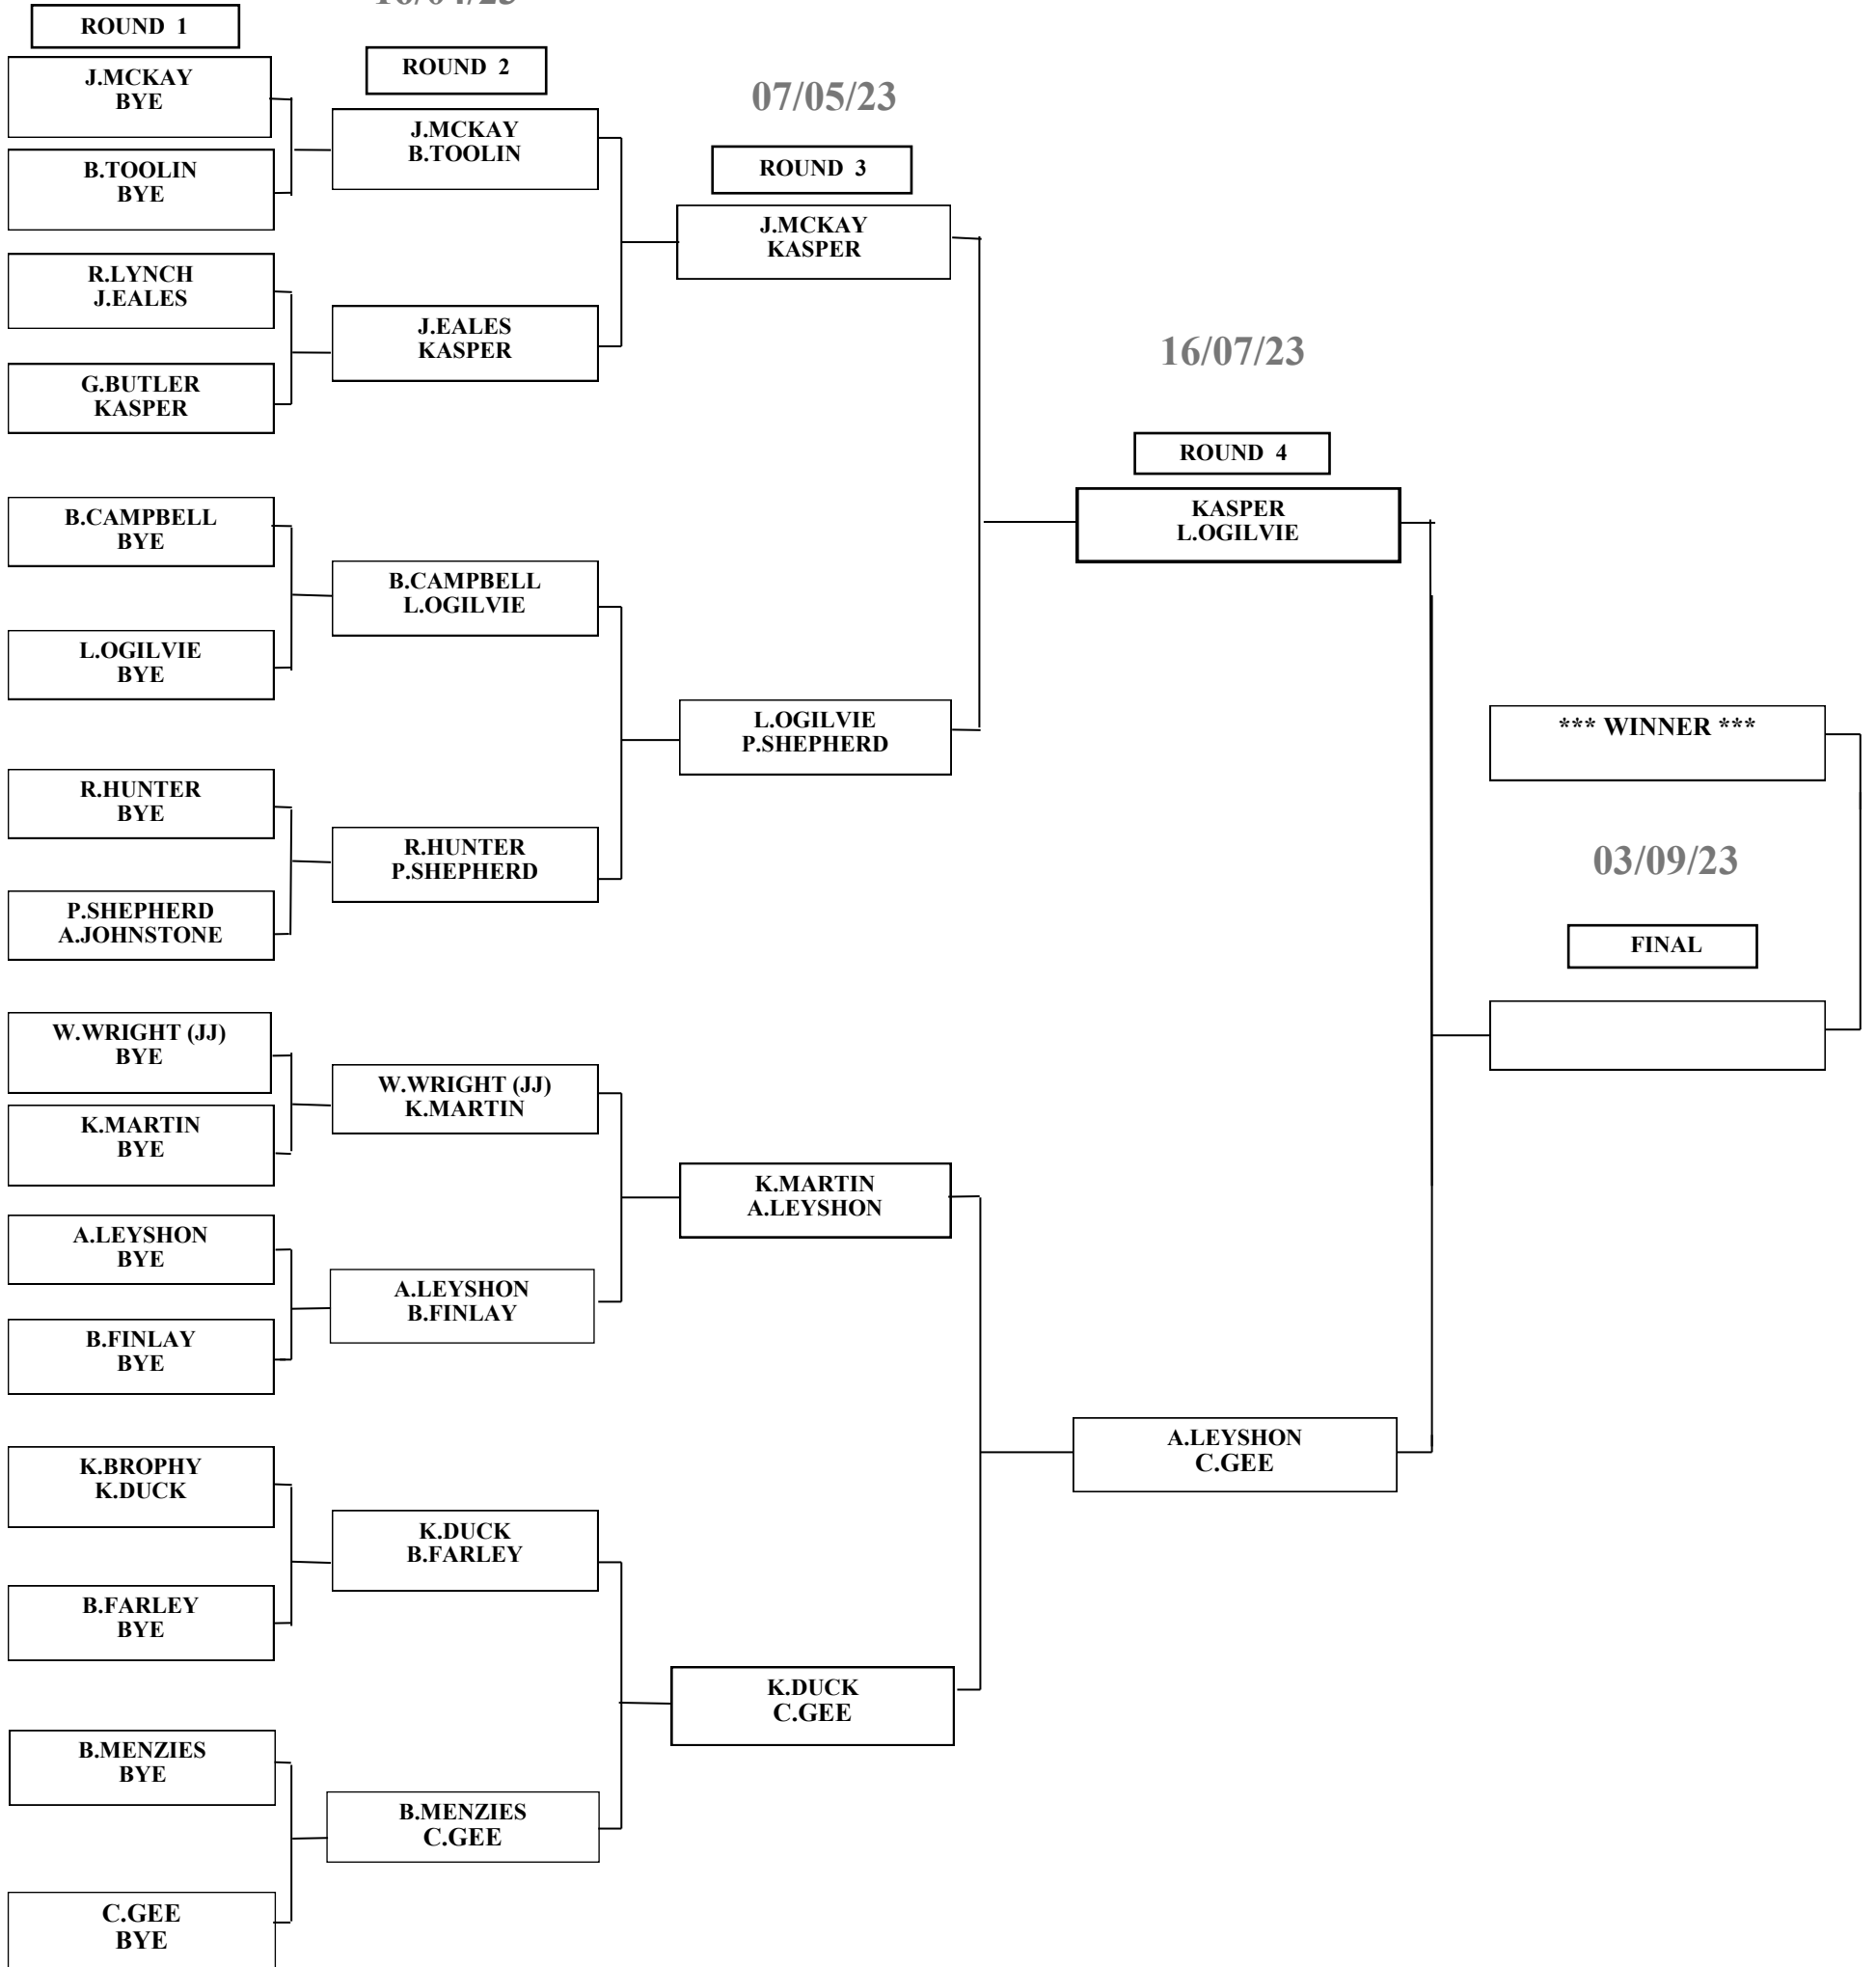 ROUND 1
J.MCKAY
BYE
B.TOOLIN
BYE
R.LYNCH
J.EALES
G.BUTLER
KASPER
B.CAMPBELL
BYE
L.OGILVIE
BYE
R.HUNTER
BYE
P.SHEPHERD
A.JOHNSTONE
W.WRIGHT (JJ)
BYE
K.MARTIN
BYE
A.LEYSHON
BYE
B.FINLAY
BYE
K.BROPHY
K.DUCK
B.FARLEY
BYE
B.MENZIES
BYE
C.GEE
BYE
ROUND 2
J.MCKAY
B.TOOLIN
J.EALES
KASPER
B.CAMPBELL
L.OGILVIE
R.HUNTER
P.SHEPHERD
W.WRIGHT (JJ)
K.MARTIN
A.LEYSHON
B.FINLAY
K.DUCK
B.FARLEY
B.MENZIES
C.GEE
07/05/23
ROUND 3
J.MCKAY
KASPER
L.OGILVIE
P.SHEPHERD
K.MARTIN
A.LEYSHON
K.DUCK
C.GEE
16/07/23
ROUND 4
KASPER
L.OGILVIE
A.LEYSHON
C.GEE
*** WINNER ***
03/09/23
FINAL